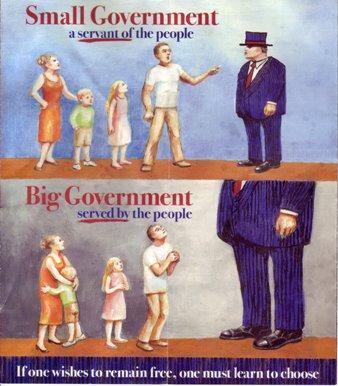 Small Government
a servant of the people
Big Government
served by the people
If one wishes to remain free, one must learn to choose